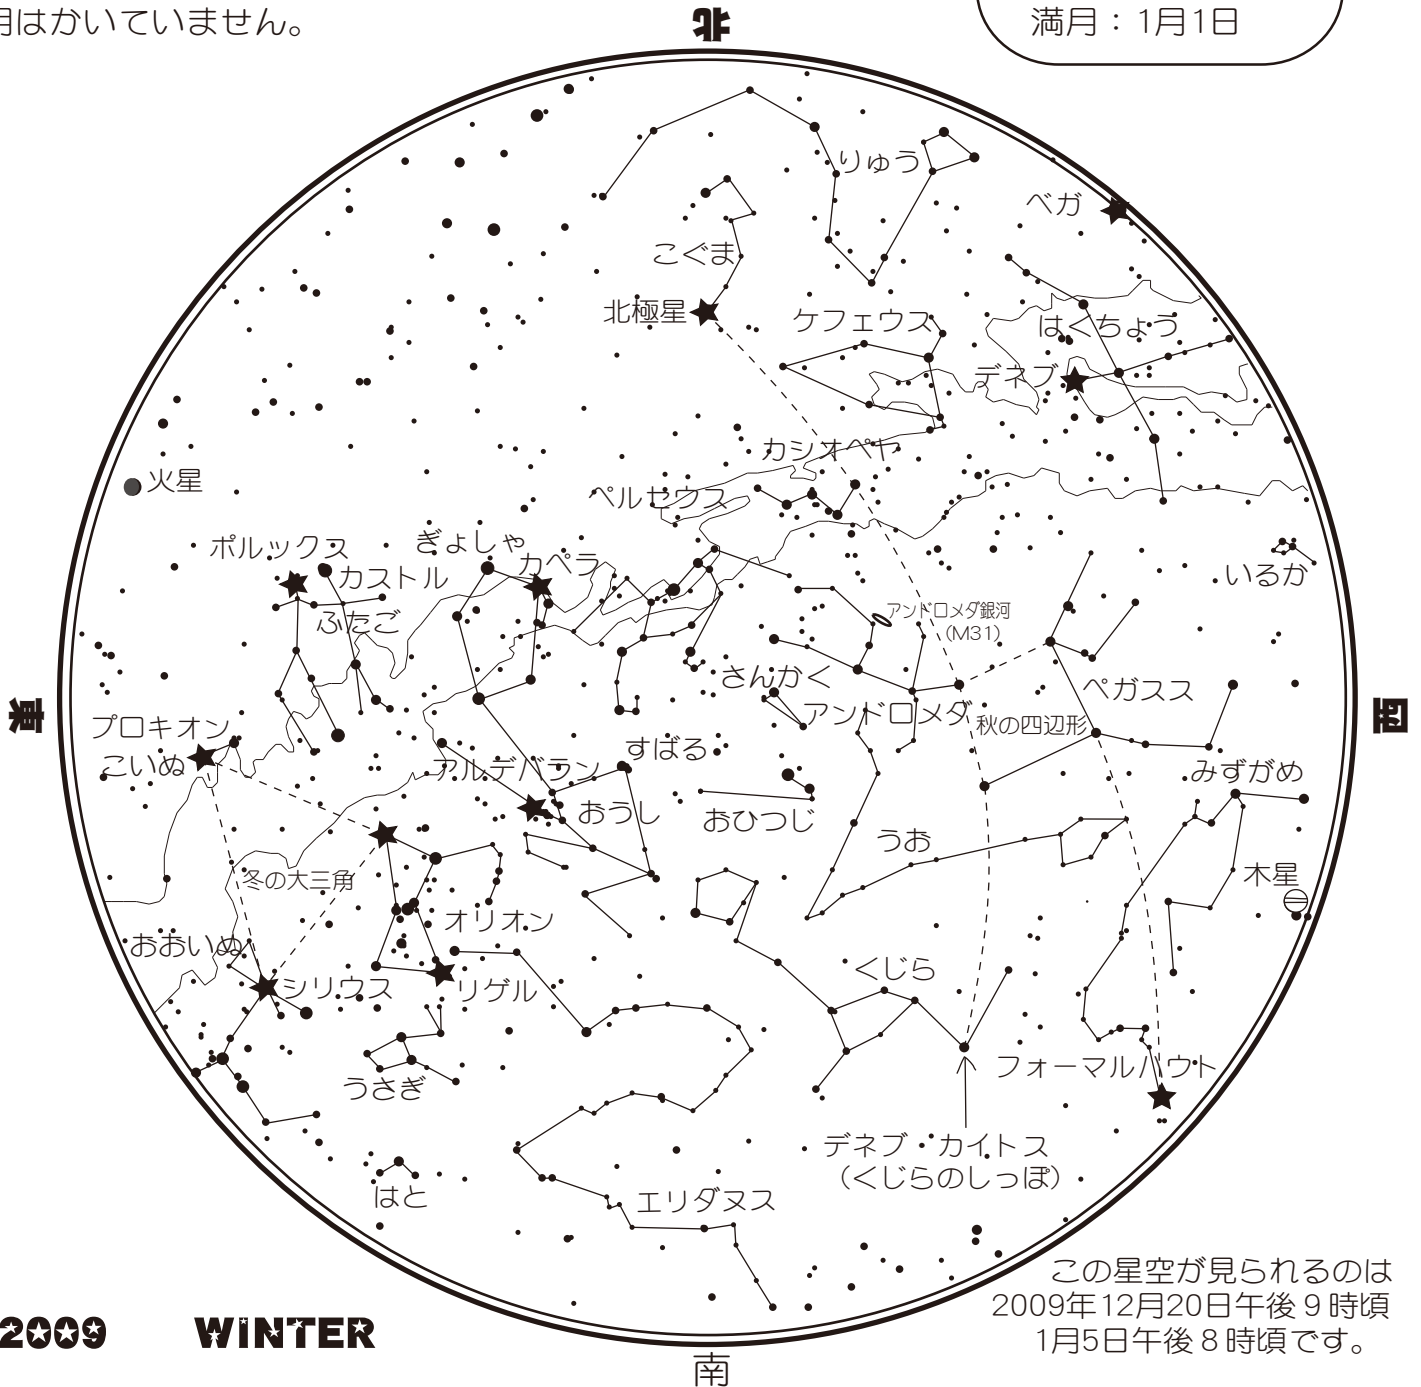 月はかいていません。
満月：1月1日
北
りゅう
ベガ
こぐま
北極星
ケフェウス
はくちょう
デネブ
カシオペヤ
火星
ペルセウス
ポルックス
ぎょしゃ
カペラ
カストル
いるか
ふたご
アンドロメダ銀河
（M31）
さんかく
ペガスス
アンドロメダ
東
西
プロキオン
秋の四辺形
こいぬ
すばる
アルデバラン
みずがめ
おうし
おひつじ
うお
冬の大三角
木星
オリオン
おおいぬ
くじら
シリウス
リゲル
フォーマルハウト
うさぎ
デネブ・カイトス
（くじらのしっぽ）
はと
エリダヌス
この星空が見られるのは
2009年12月20日午後９時頃
1月5日午後８時頃です。
2009 WINTER
南